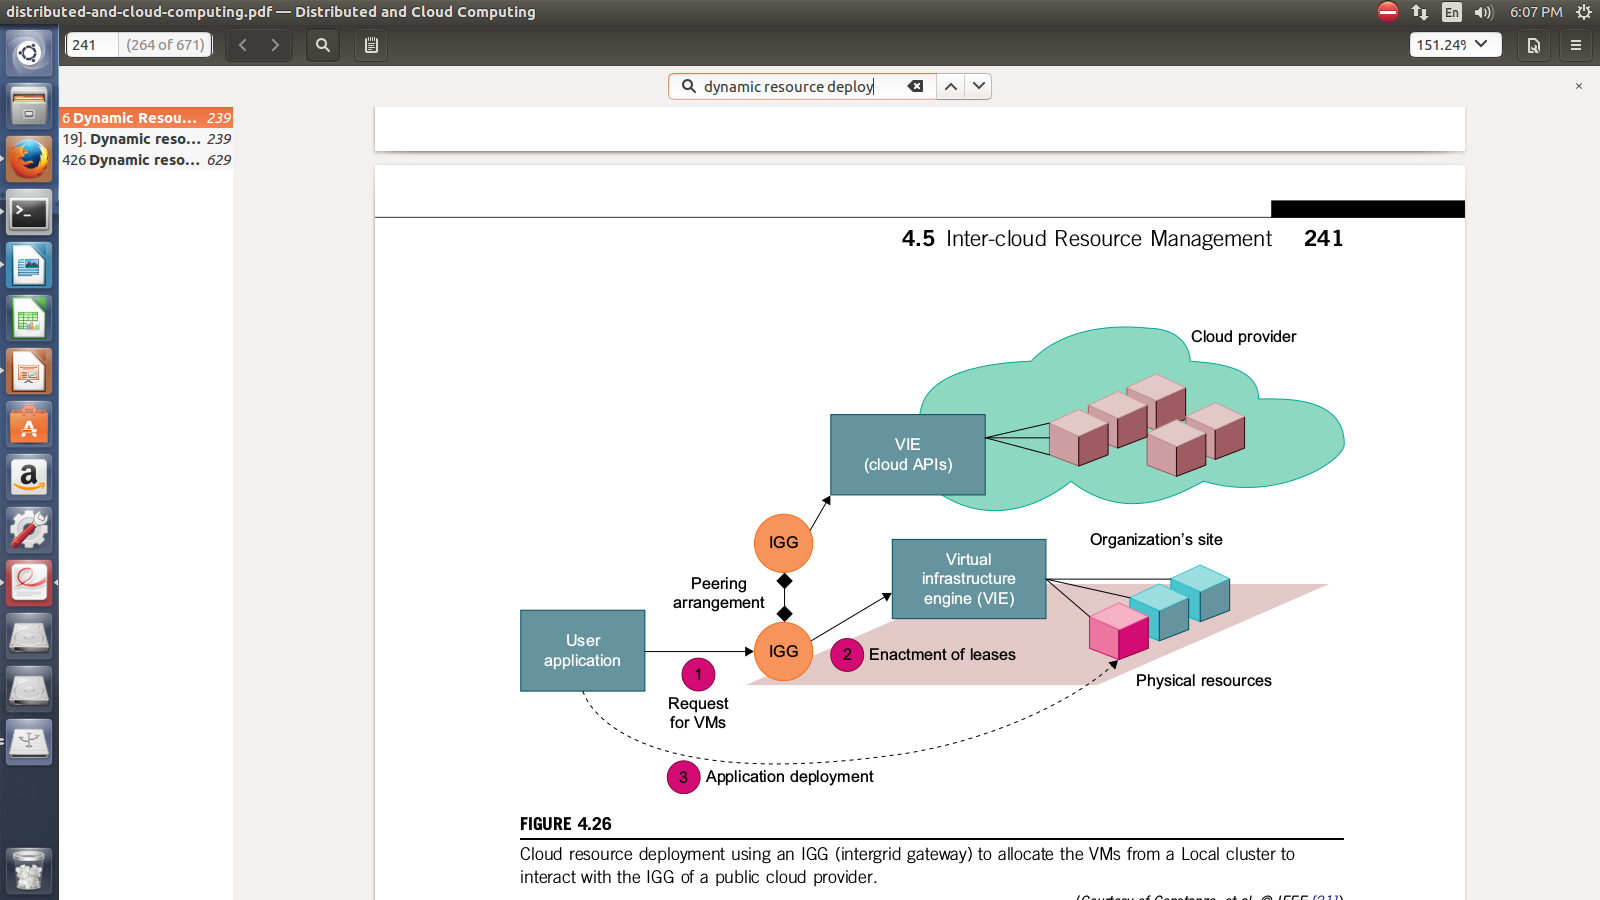 distributed-and-cloud-computing.pdf — Distributed and Cloud Computing
En
6:07 PM
241
(264 of 671)
151.24%
dynamic resource deploy
6 Dynamic Resou... 239
19]. Dynamic reso... 239
426 Dynamic reso... 629
4.5 Inter-cloud Resource Management 241
Cloud provider
VIE
(cloud APIs)
IGG
Organization's site
Virtual
infrastructure
engine (VIE)
Peering
arrangement
User
application
IGG
2 Enactment of leases
1
Request
for VMs
Physical resources
3 Application deployment
FIGURE 4.26
Cloud resource deployment using an IGG (intergrid gateway) to allocate the VMs from a Local cluster to
interact with the IGG of a public cloud provider.